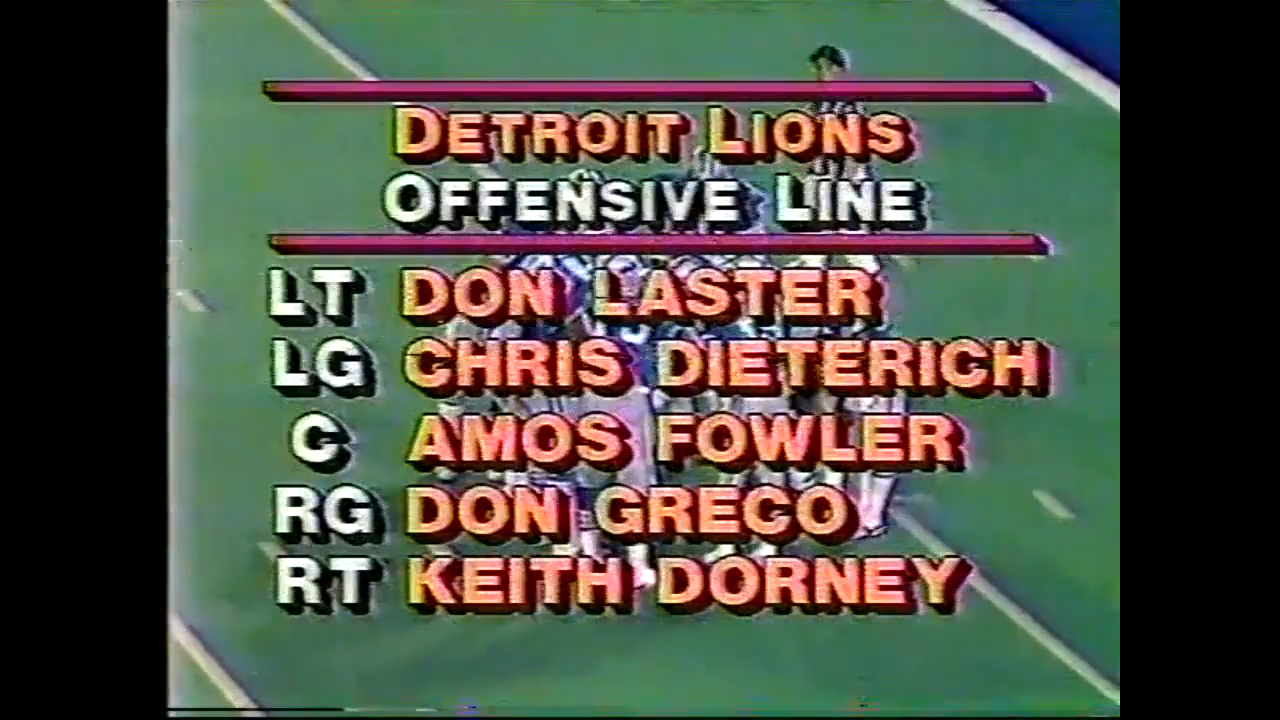 DETROIT LIONS
OFFENSIVE LINE
LT DON LASTER
LG CHRIS DIETERICH
C AMOS FOWLER
RG DON GRECO
RT KEITH DORNEY